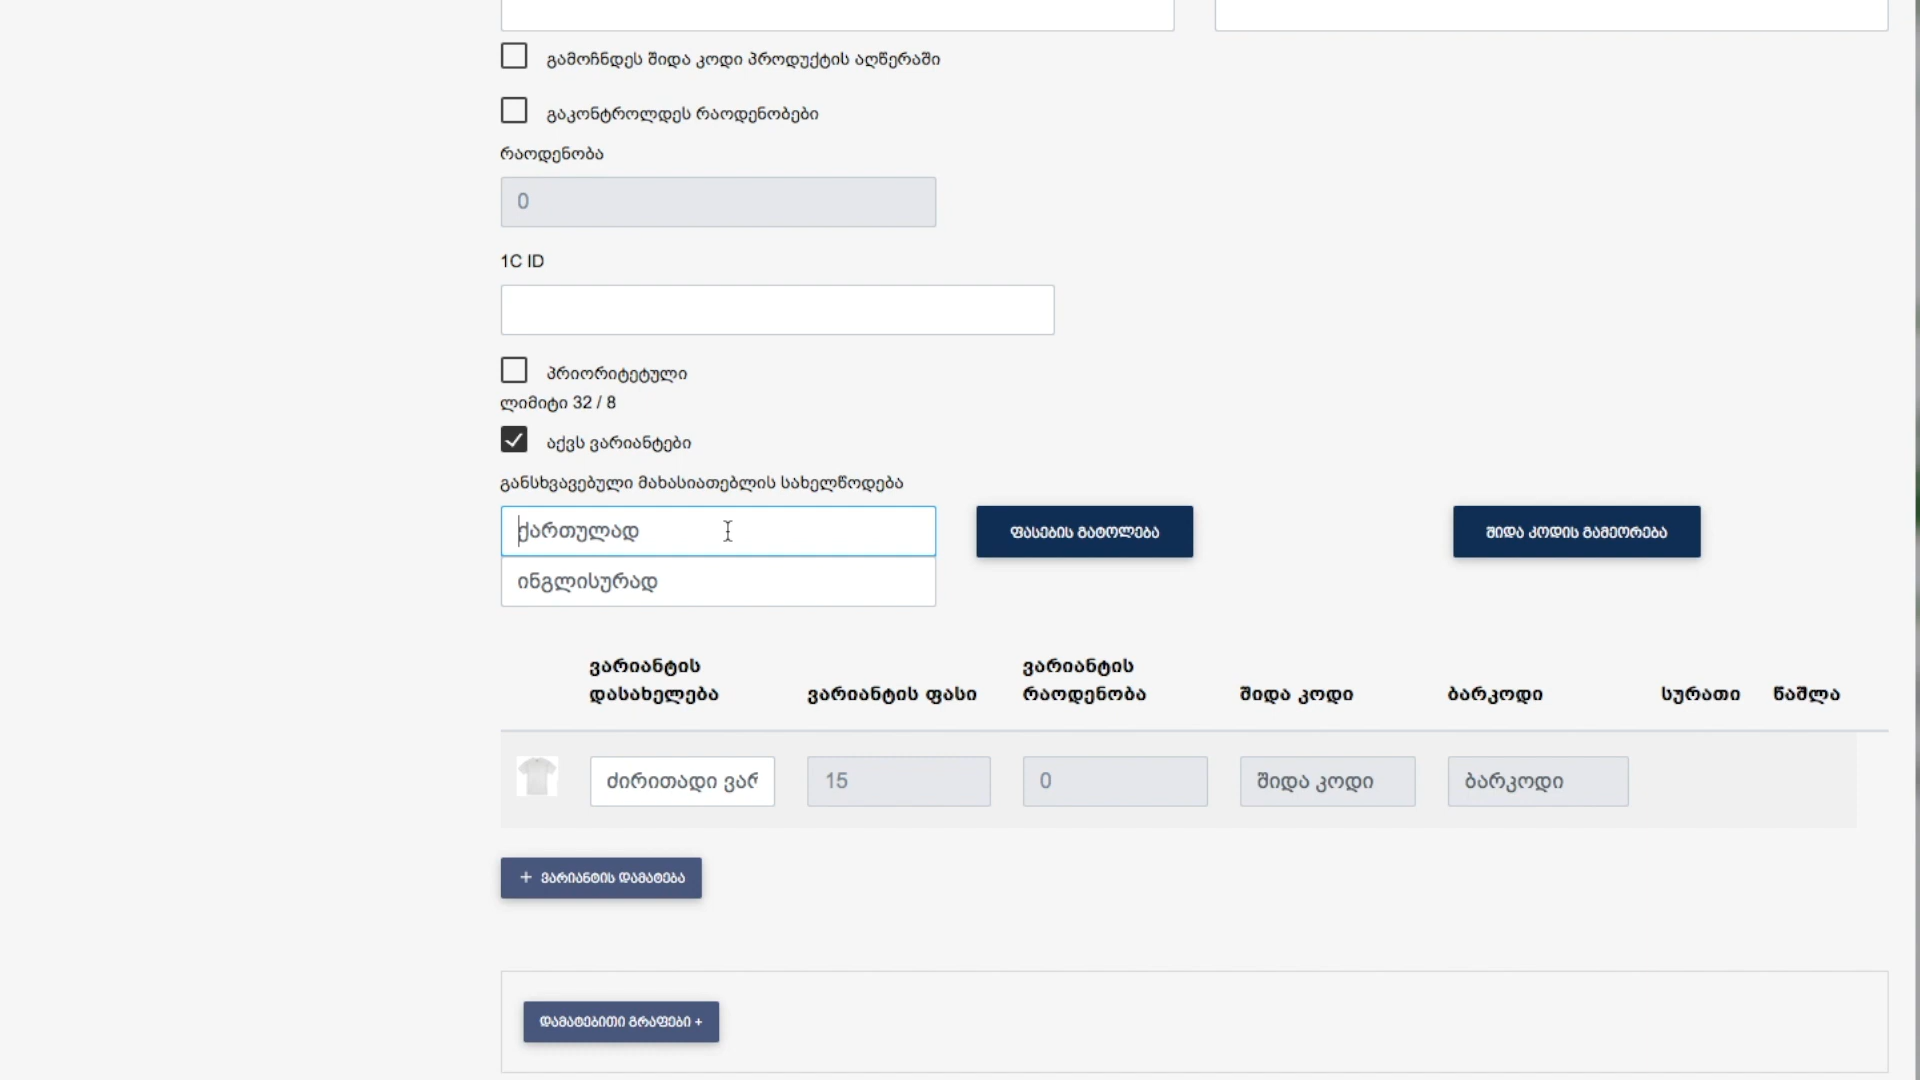 გამოჩნდეს შიდა კოდი პროდუქტის აღწერაში
გაკონტროლდეს რაოდენობები
რაოდენობა
0
1C ID
პრიორიტეტული
ლიმიტი 32 / 8
აქვს ვარიანტები
განსხვავებული მახასიათებლის სახელწოდება
ქართულად
ფასების გატოლება
შიდა კოდის გამეორება
ინგლისურად
ვარიანტის დასახელება
ვარიანტის ფასი
ვარიანტის რაოდენობა
შიდა კოდი
ბარკოდი
სურათი
წაშლა
ძირითადი ვარ
15
0
შიდა კოდი
ბარკოდი
+ ვარიანტის დამატება
დამატებითი გრაფები +